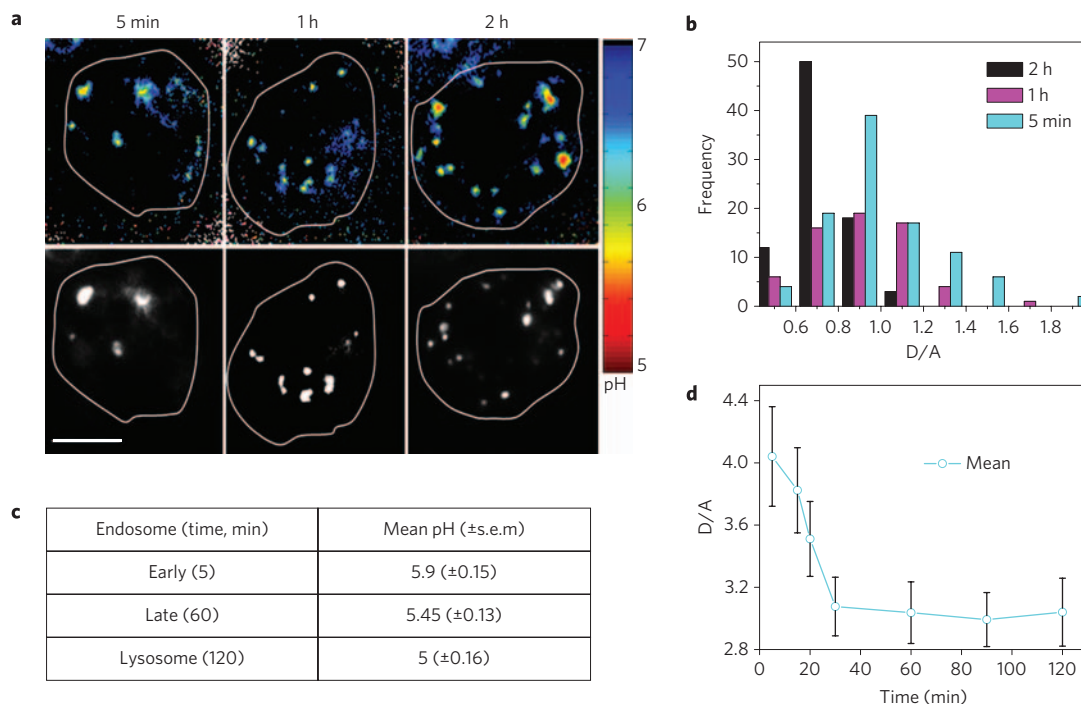 a
5 min
1 h
2 h
7
6
5
pH
b
50
40
30
20
10
0
Frequency
2 h
1 h
5 min
0.6 0.8 1.0 1.2 1.4 1.6 1.8
D/A
c
Endosome (time, min) Mean pH (±s.e.m)
Early (5) 5.9 (±0.15)
Late (60) 5.45 (±0.13)
Lysosome (120) 5 (±0.16)
d
4.4
4.0
3.6
3.2
2.8
D/A
Mean
0 20 40 60 80 100 120
Time (min)